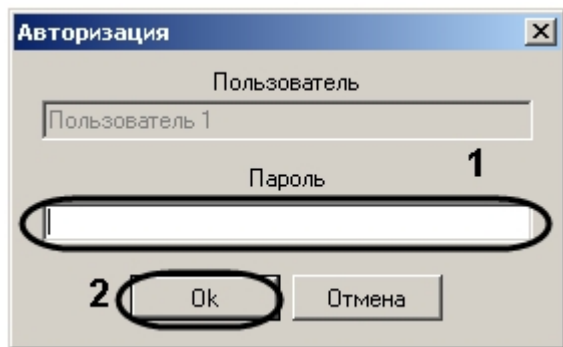 Авторизация
Пользователь
Пользователь 1
1
Пароль
2
Ok Отмена